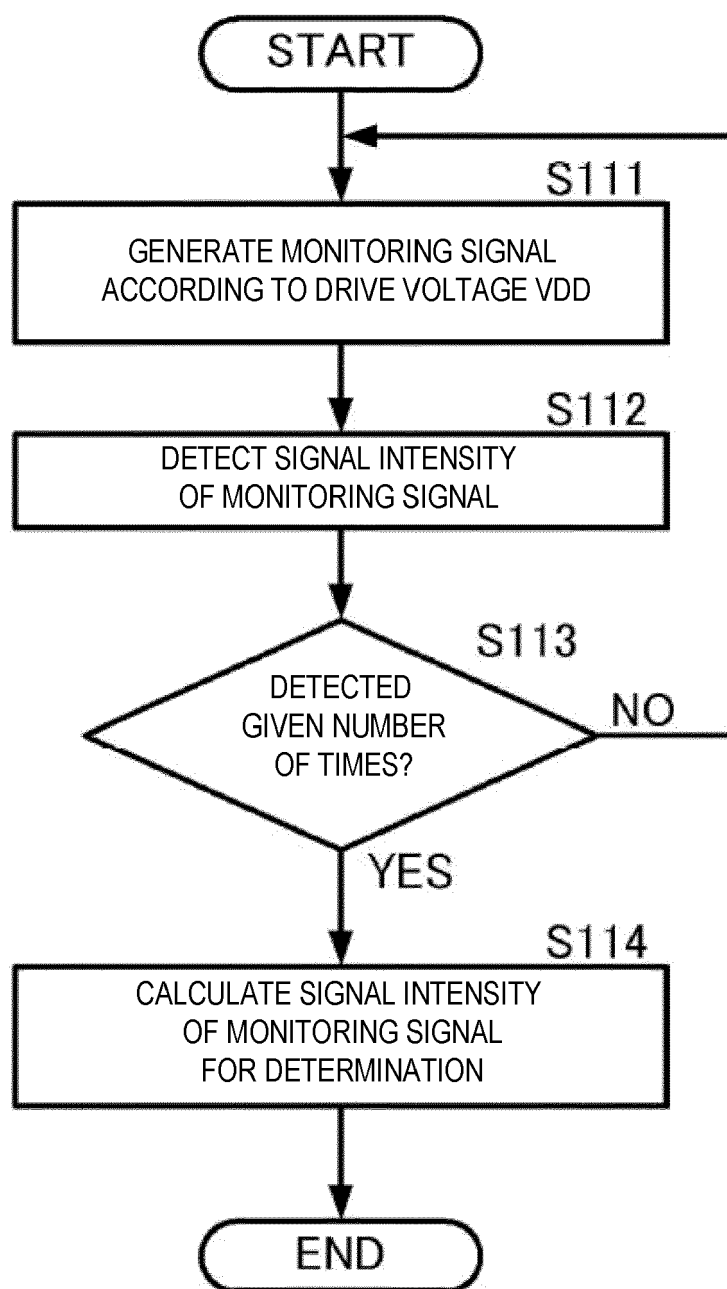 START
S111
GENERATE MONITORING SIGNAL
ACCORDING TO DRIVE VOLTAGE VDD
S112
DETECT SIGNAL INTENSITY
OF MONITORING SIGNAL
S113
DETECTED
GIVEN NUMBER
OF TIMES?
NO
YES
S114
CALCULATE SIGNAL INTENSITY
OF MONITORING SIGNAL
FOR DETERMINATION
END